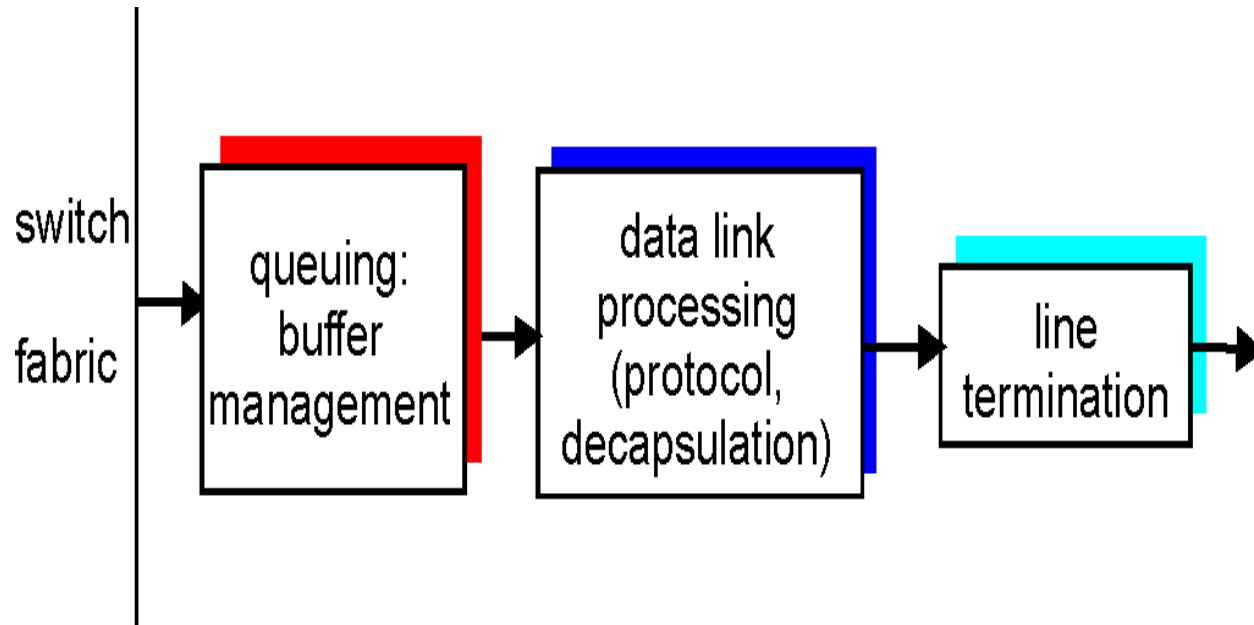 switch
fabric
queuing:
buffer
management
data link
processing
(protocol,
decapsulation)
line
termination